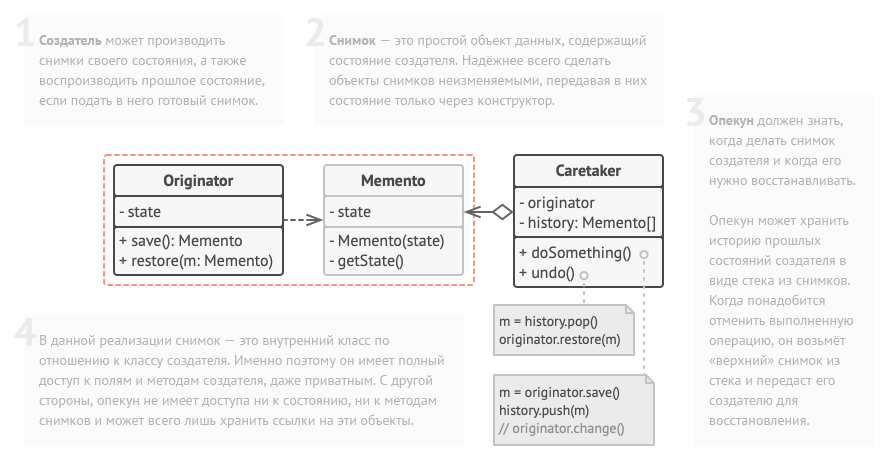 1
Создатель может производить
снимки своего состояния, а также
воспроизводить прошлое состояние,
если подать в него готовый снимок.
2
Снимок — это простой объект данных, содержащий
состояние создателя. Надёжнее всего сделать
объекты снимков неизменяемыми, передавая в них
состояние только через конструктор.
3
Опекун должен знать,
когда делать снимок
создателя и когда его
нужно восстанавливать.
Опекун может хранить
историю прошлых
состояний создателя в
виде стека из снимков.
Когда понадобится
отменить выполненную
операцию, он возьмёт
«верхний» снимок из
стека и передаст его
создателю для
восстановления.
Originator
- state
+ save(): Memento
+ restore(m: Memento)
Memento
- state
- Memento(state)
- getState()
Caretaker
- originator
- history: Memento[]
+ doSomething()
+ undo()
m = history.pop()
originator.restore(m)
m = originator.save()
history.push(m)
// originator.change()
4
В данной реализации снимок — это внутренний класс по
отношению к классу создателя. Именно поэтому он имеет полный
доступ к полям и методам создателя, даже приватным. С другой
стороны, опекун не имеет доступа ни к состоянию, ни к методам
снимков и может всего лишь хранить ссылки на эти объекты.